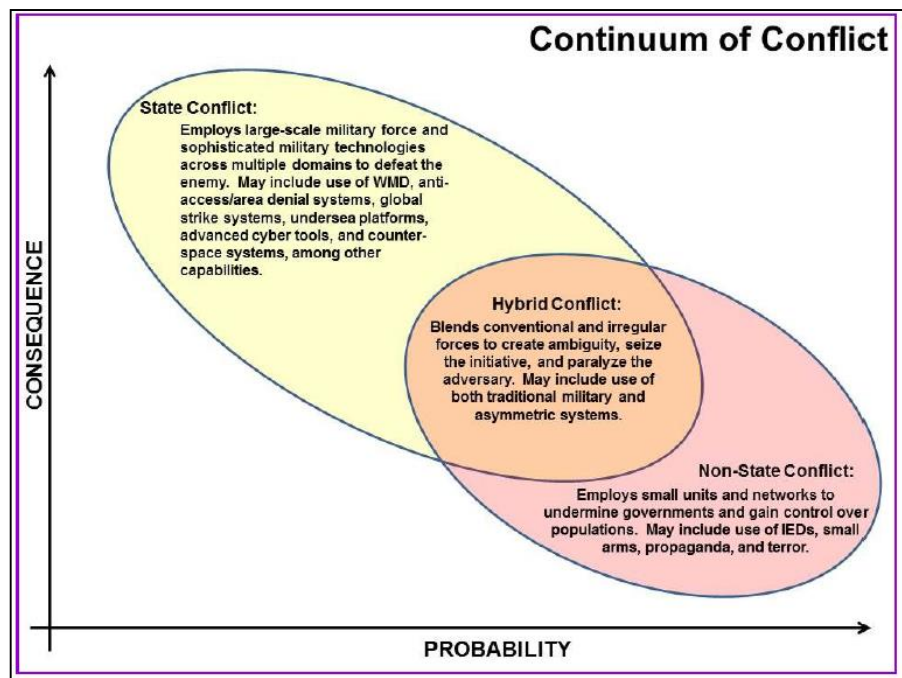 Continuum of Conflict
State Conflict:
Employs large-scale military force and
sophisticated military technologies
across multiple domains to defeat the
enemy. May include use of WMD, anti-
access/area denial systems, global
strike systems, undersea platforms,
advanced cyber tools, and counter-
space systems, among other
capabilities.
Hybrid Conflict:
Blends conventional and irregular
forces to create ambiguity, seize
the initiative, and paralyze the
adversary. May include use of
both traditional military and
asymmetric systems.
Non-State Conflict:
Employs small units and networks to
undermine governments and gain control over
populations. May include use of IEDs, small
arms, propaganda, and terror.
CONSEQUENCE
PROBABILITY